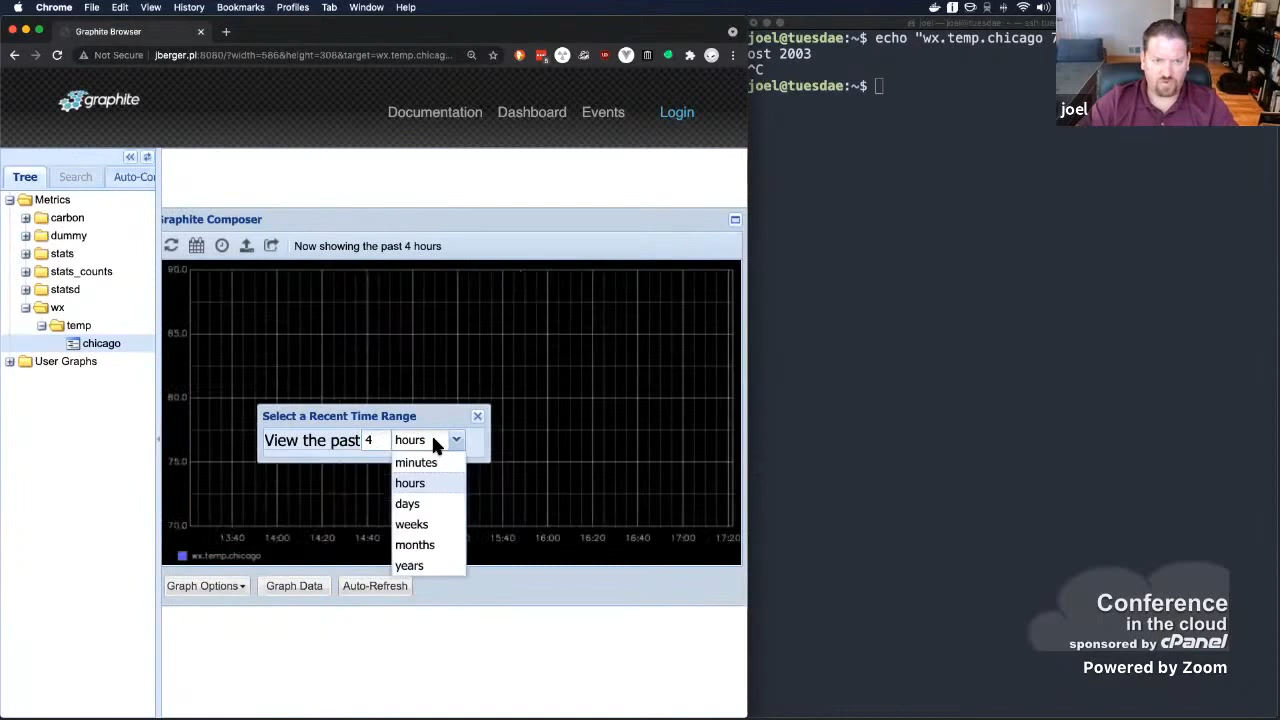 Chrome File Edit View History Bookmarks Profiles Tab Window Help
Graphite Browser
Not Secure jberger.pl:8080/?width=586&height=308&target=wx.temp.chicag...
graphite
Documentation Dashboard Events Login
Tree Search Auto-Co
Metrics
carbon
dummy
stats
stats_counts
statsd
wx
temp
chicago
User Graphs
Graphite Composer
Now showing the past 4 hours
90.0
85.0
80.0
75.0
70.0
13:40 14:00 14:20 14:40 15:40 16:00 16:20 16:40 17:00 17:20
wx.temp.chicago
Select a Recent Time Range
View the past 4 hours
minutes
hours
days
weeks
months
years
Graph Options Graph Data Auto-Refresh
joel — joel@tuesdae: ~ — ssh tue
joel@tuesdae:~$ echo "wx.temp.chicago 7
ost 2003
^C
joel@tuesdae:~$
joel
Conference
in the cloud
sponsored by cPanel
Powered by Zoom